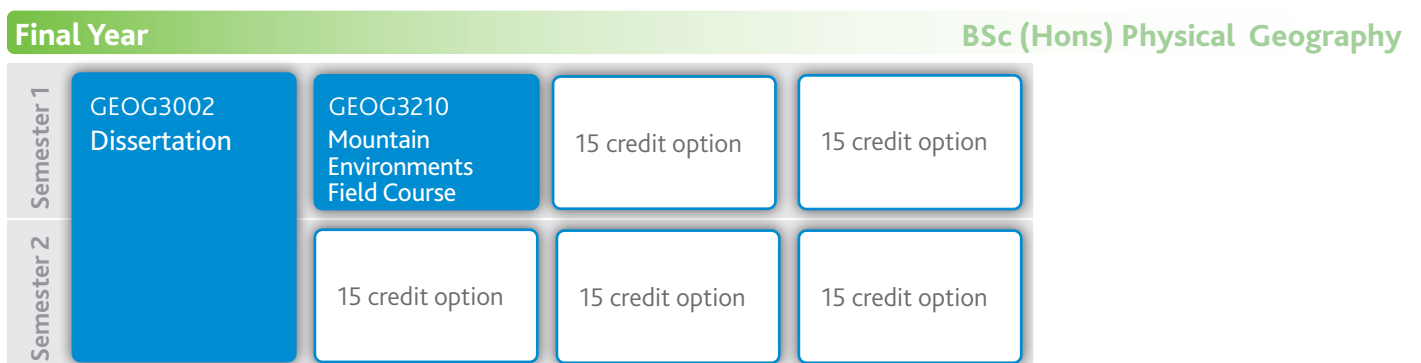 Final Year
BSc (Hons) Physical Geography
Semester 1
GEOG3002
Dissertation
GEOG3210
Mountain
Environments
Field Course
15 credit option
15 credit option
Semester 2
15 credit option
15 credit option
15 credit option